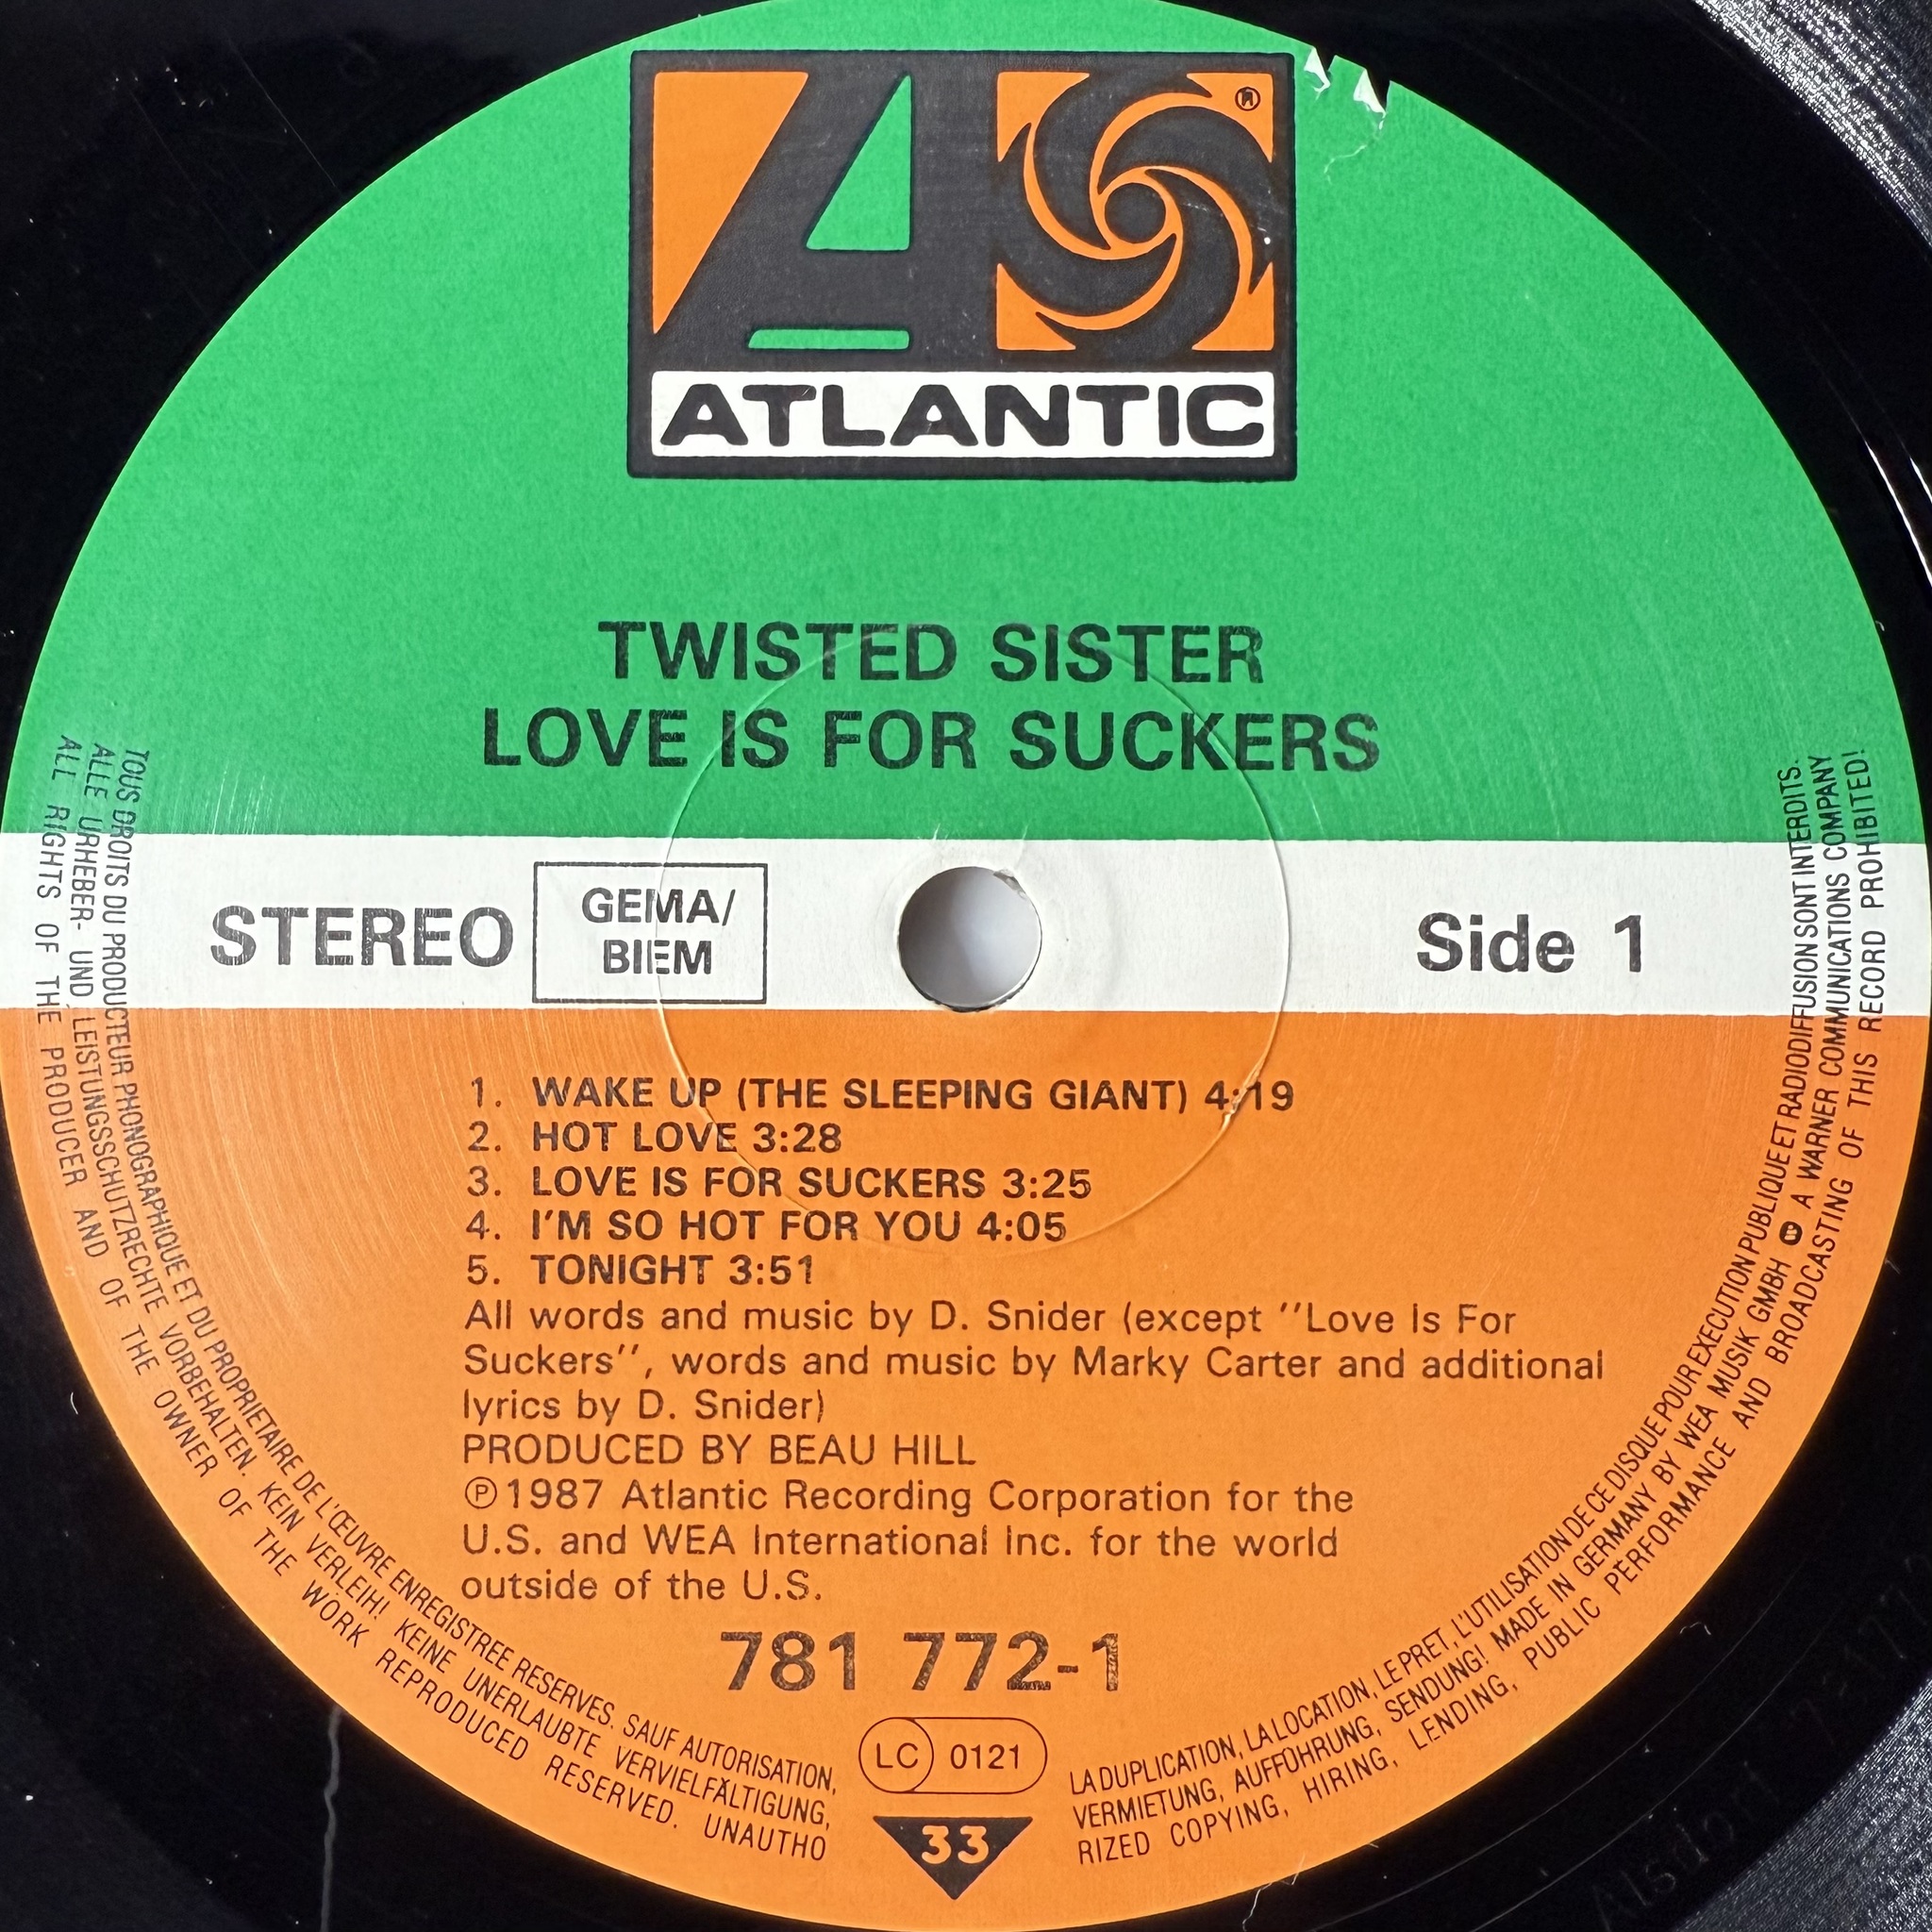 ATLANTIC
®
TWISTED SISTER
LOVE IS FOR SUCKERS
STEREO
GEMA/
BIEM
Side 1
1. WAKE UP (THE SLEEPING GIANT) 4:19
2. HOT LOVE 3:28
3. LOVE IS FOR SUCKERS 3:25
4. I'M SO HOT FOR YOU 4:05
5. TONIGHT 3:51
All words and music by D. Snider (except ''Love Is For
Suckers'', words and music by Marky Carter and additional
lyrics by D. Snider)
PRODUCED BY BEAU HILL
℗1987 Atlantic Recording Corporation for the
U.S. and WEA International Inc. for the world
outside of the U.S.
781 772-1
LC 0121
33
TOUS DROITS DU PRODUCTEUR PHONOGRAPHIQUE ET DU PROPRIETAIRE DE L'ŒUVRE ENREGISTREE RESERVES. SAUF AUTORISATION, LA DUPLICATION, LA LOCATION, LE PRET, L'UTILISATION DE CE DISQUE POUR EXECUTION PUBLIQUE ET RADIODIFFUSION SONT INTERDITS.
ALLE URHEBER- UND LEISTUNGSSCHUTZRECHTE VORBEHALTEN. KEIN VERLEIH! KEINE UNERLAUBTE VERVIELFÄLTIGUNG, VERMIETUNG, AUFFÜHRUNG, SENDUNG! MADE IN GERMANY BY WEA MUSIK GMBH A WARNER COMMUNICATIONS COMPANY
ALL RIGHTS OF THE PRODUCER AND OF THE OWNER OF THE WORK REPRODUCED RESERVED. UNAUTHORIZED COPYING, HIRING, LENDING, PUBLIC PERFORMANCE AND BROADCASTING OF THIS RECORD PROHIBITED!
Alsdorf